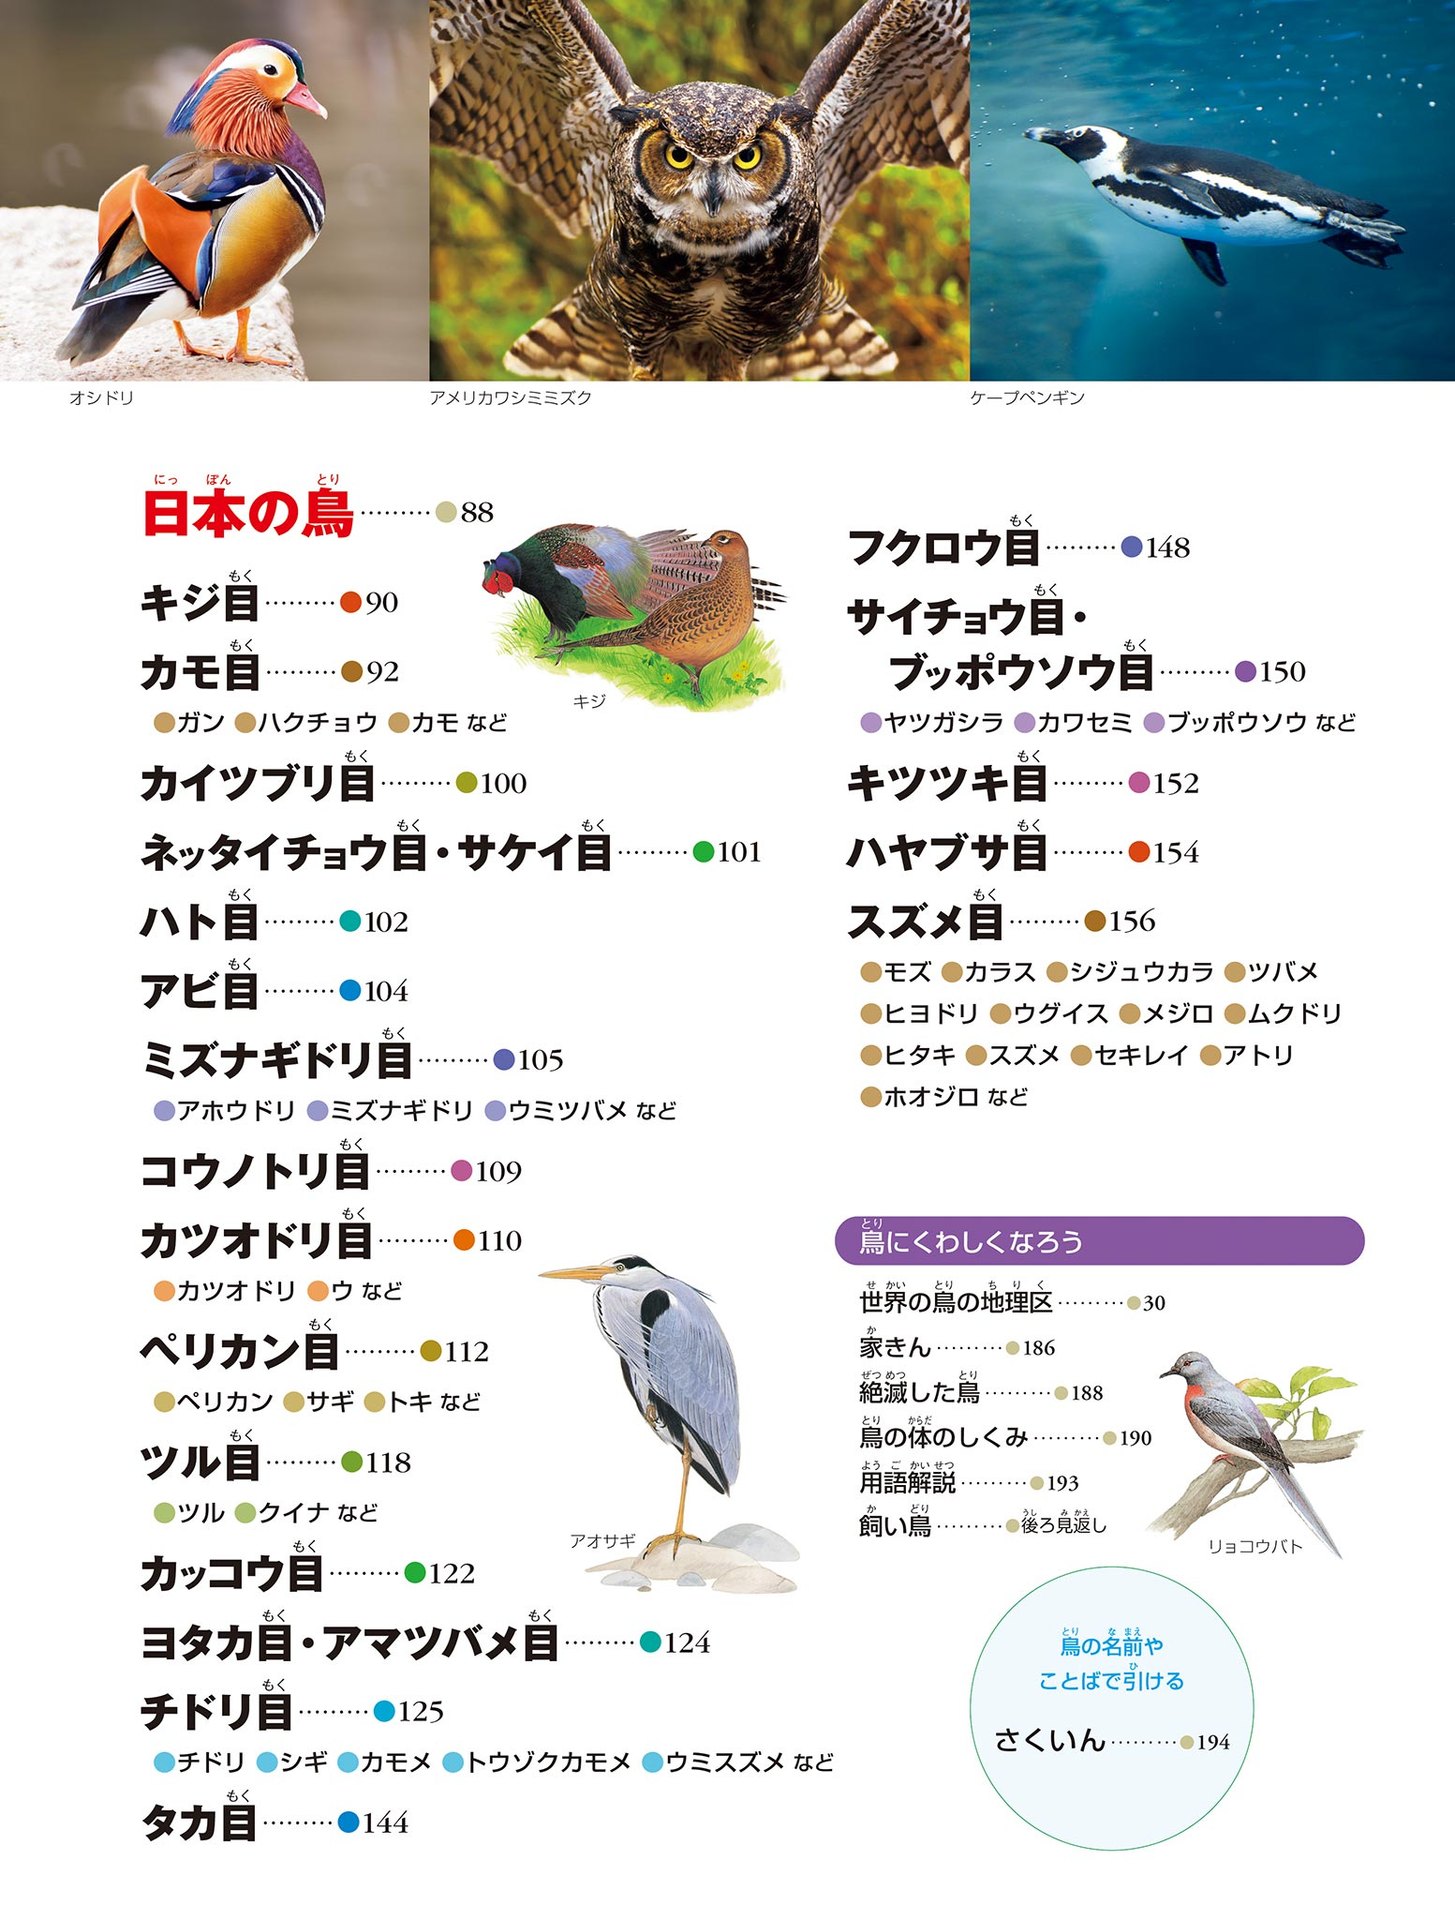 オシドリ
アメリカワシミミズク
ケープペンギン
日本の鳥………88
キジ目………90
カモ目………92
ガン ハクチョウ カモ など
カイツブリ目………100
ネッタイチョウ目・サケイ目………101
ハト目………102
アビ目………104
ミズナギドリ目………105
アホウドリ ミズナギドリ ウミツバメ など
コウノトリ目………109
カツオドリ目………110
カツオドリ ウ など
ペリカン目………112
ペリカン サギ トキ など
ツル目………118
ツル クイナ など
カッコウ目………122
ヨタカ目・アマツバメ目………124
チドリ目………125
チドリ シギ カモメ トウゾクカモメ ウミスズメ など
タカ目………144
キジ
アオサギ
フクロウ目………148
サイチョウ目・
ブッポウソウ目………150
ヤツガシラ カワセミ ブッポウソウ など
キツツキ目………152
ハヤブサ目………154
スズメ目………156
モズ カラス シジュウカラ ツバメ
ヒヨドリ ウグイス メジロ ムクドリ
ヒタキ スズメ セキレイ アトリ
ホオジロ など
鳥にくわしくなろう
世界の鳥の地理区………30
家きん………186
絶滅した鳥………188
鳥の体のしくみ………190
用語解説………193
飼い鳥………後ろ見返し
リョコウバト
鳥の名前や
ことばで引ける
さくいん………194